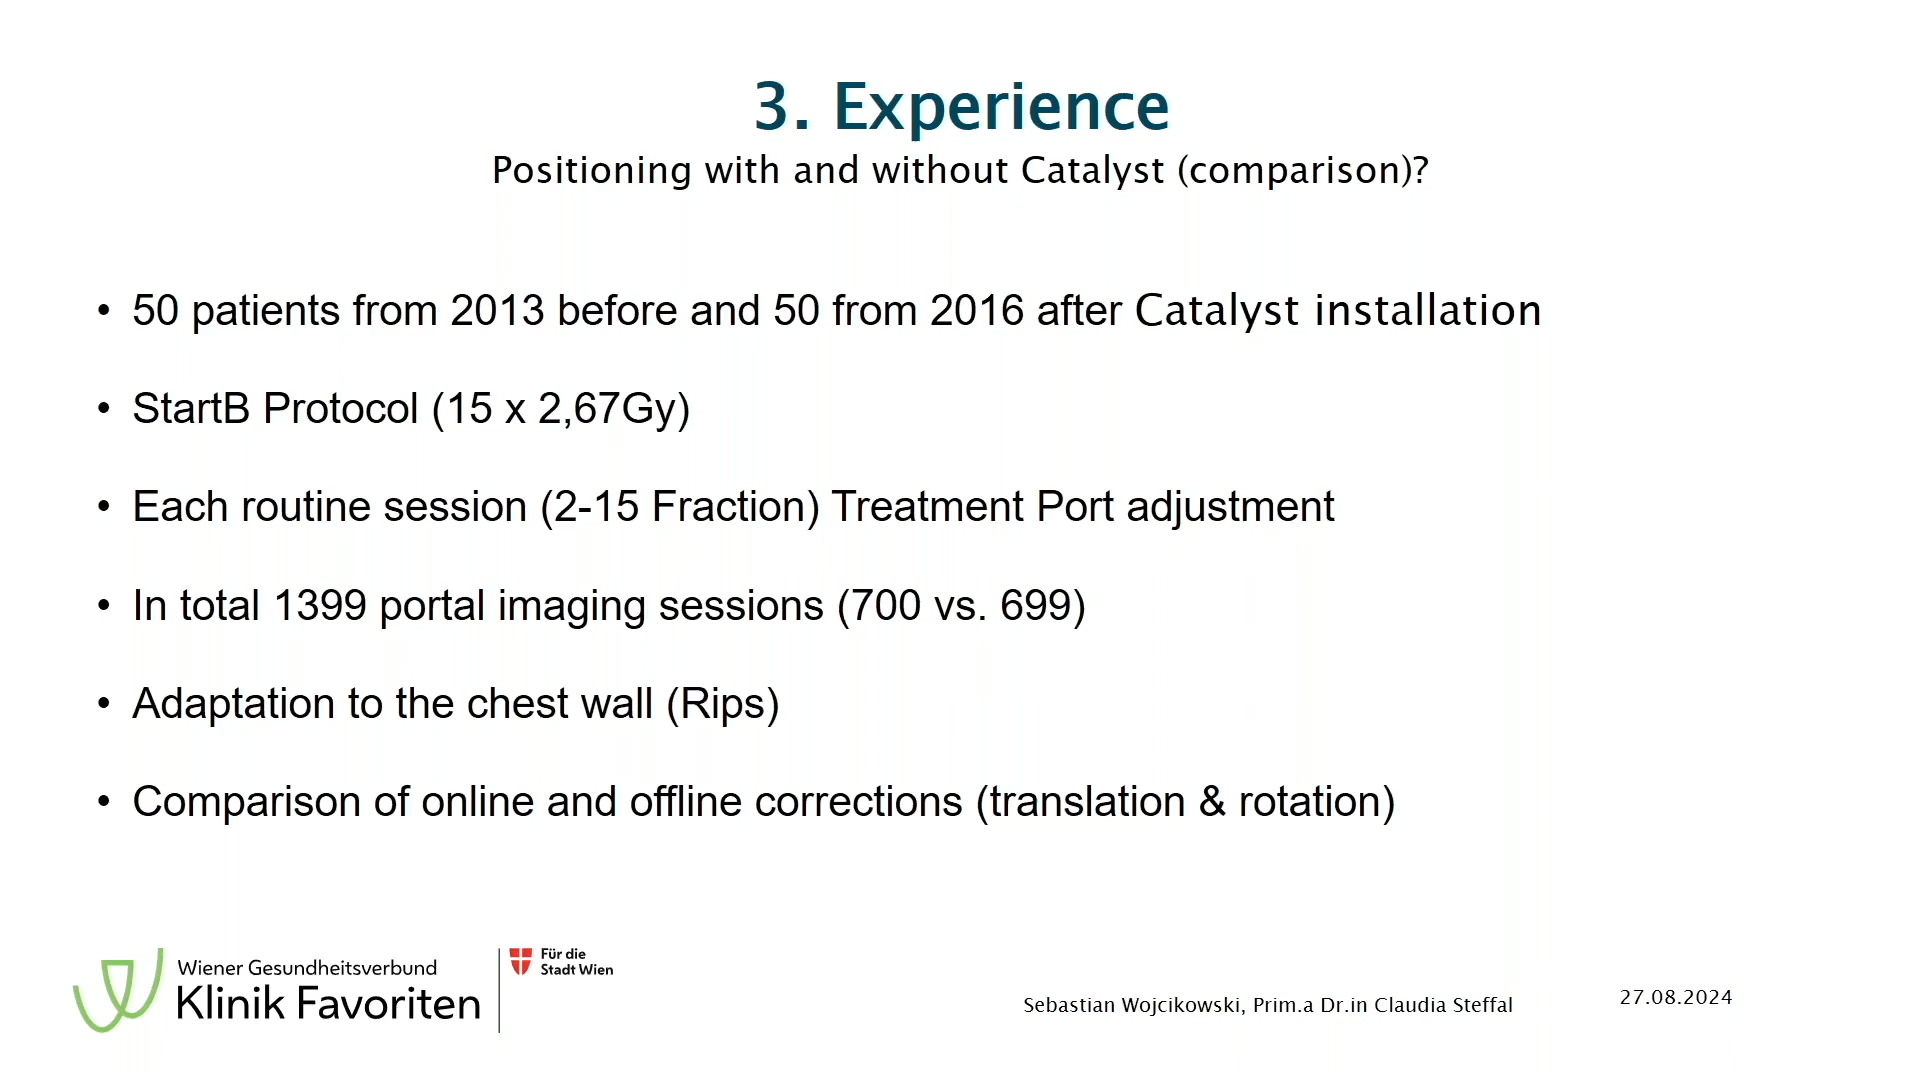 3. Experience
Positioning with and without Catalyst (comparison)?
• 50 patients from 2013 before and 50 from 2016 after Catalyst installation
• StartB Protocol (15 x 2,67Gy)
• Each routine session (2-15 Fraction) Treatment Port adjustment
• In total 1399 portal imaging sessions (700 vs. 699)
• Adaptation to the chest wall (Rips)
• Comparison of online and offline corrections (translation & rotation)
Wiener Gesundheitsverbund
Klinik Favoriten
Für die
Stadt Wien
Sebastian Wojcikowski, Prim.a Dr.in Claudia Steffal
27.08.2024